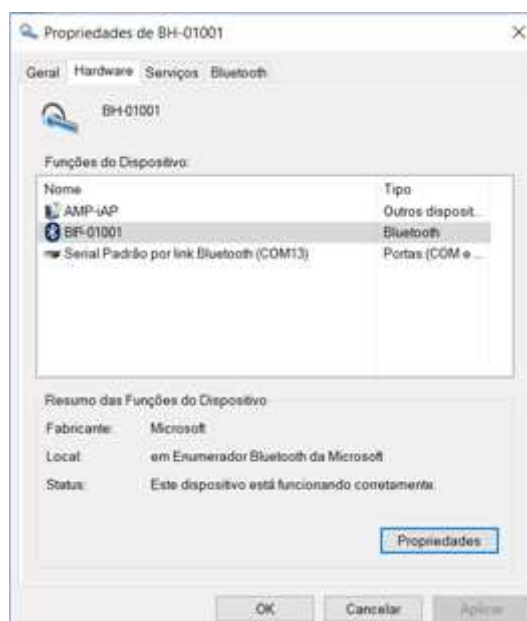 Propriedades de BH-01001
Geral Hardware Serviços Bluetooth
BH-01001
Funções do Dispositivo:
Nome Tipo
AMP-iAP Outros disposit...
BH-01001 Bluetooth
Serial Padrão por link Bluetooth (COM13) Portas (COM e ...
Resumo das Funções do Dispositivo
Fabricante: Microsoft
Local: em Enumerador Bluetooth da Microsoft
Status: Este dispositivo está funcionando corretamente.
Propriedades
OK Cancelar Aplicar